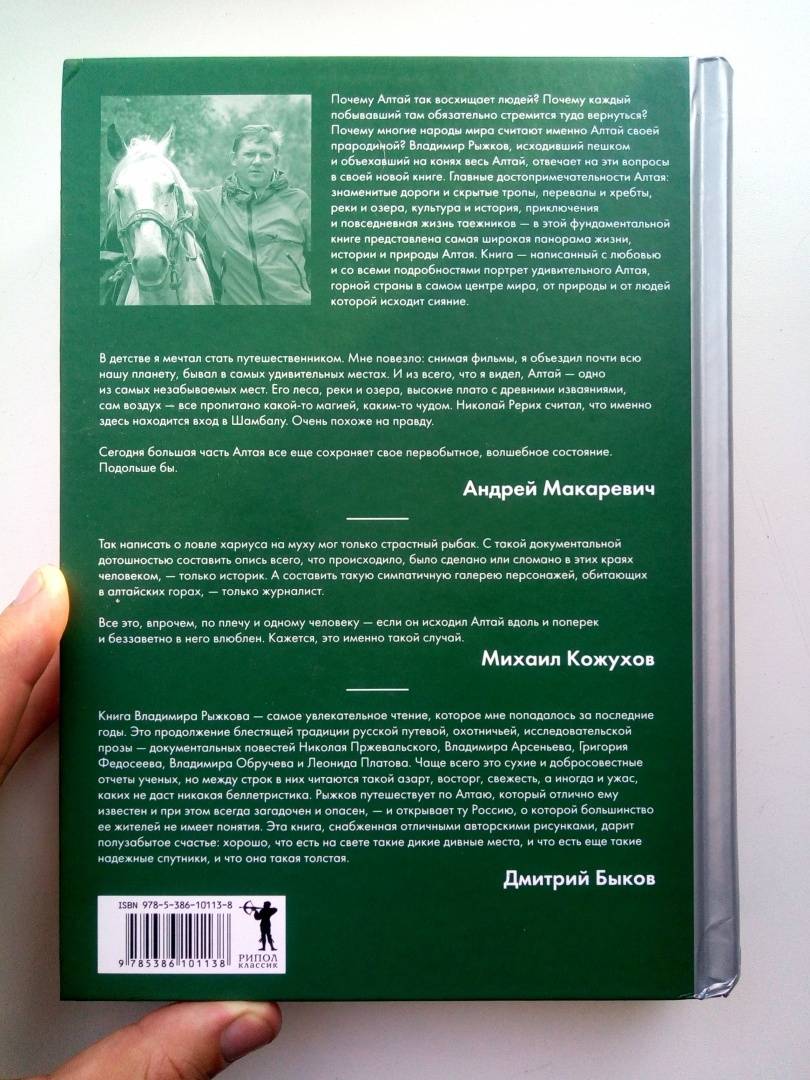 Почему Алтай так восхищает людей? Почему каждый
побывавший там обязательно стремится туда вернуться?
Почему многие народы мира считают именно Алтай своей
прародиной? Владимир Рыжков, исходивший пешком
и объехавший на конях весь Алтай, отвечает на эти вопросы
в своей новой книге. Главные достопримечательности Алтая:
знаменитые дороги и скрытые тропы, перевалы и хребты,
реки и озера, культура и история, приключения
и повседневная жизнь таежников — в этой фундаментальной
книге представлена самая широкая панорама жизни,
истории и природы Алтая. Книга — написанный с любовью
и со всеми подробностями портрет удивительного Алтая,
горной страны в самом центре мира, от природы и от людей
которой исходит сияние.
В детстве я мечтал стать путешественником. Мне повезло: снимая фильмы, я объездил почти всю
нашу планету, бывал в самых удивительных местах. И из всего, что я видел, Алтай — одно
из самых незабываемых мест. Его леса, реки и озера, высокие плато с древними изваяниями,
сам воздух — все пропитано какой-то магией, каким-то чудом. Николай Рерих считал, что именно
здесь находится вход в Шамбалу. Очень похоже на правду.
Сегодня большая часть Алтая все еще сохраняет свое первобытное, волшебное состояние.
Подольше бы.
Андрей Макаревич
Так написать о ловле хариуса на муху мог только страстный рыбак. С такой документальной
дотошностью составить опись всего, что происходило, было сделано или сломано в этих краях
человеком, — только историк. А составить такую симпатичную галерею персонажей, обитающих
в алтайских горах, — только журналист.
Все это, впрочем, по плечу и одному человеку — если он исходил Алтай вдоль и поперек
и беззаветно в него влюблен. Кажется, это именно такой случай.
Михаил Кожухов
Книга Владимира Рыжкова — самое увлекательное чтение, которое мне попадалось за последние
годы. Это продолжение блестящей традиции русской путевой, охотничьей, исследовательской
прозы — документальных повестей Николая Пржевальского, Владимира Арсеньева, Григория
Федосеева, Владимира Обручева и Леонида Платова. Чаще всего это сухие и добросовестные
отчеты ученых, но между строк в них читаются такой азарт, восторг, свежесть, а иногда и ужас,
каких не даст никакая беллетристика. Рыжков путешествует по Алтаю, который отлично ему
известен и при этом всегда загадочен и опасен, — и открывает ту Россию, о которой большинство
ее жителей не имеет понятия. Эта книга, снабженная отличными авторскими рисунками, дарит
полузабытое счастье: хорошо, что есть на свете такие дикие дивные места, и что есть еще такие
надежные спутники, и что она такая толстая.
Дмитрий Быков
ISBN 978-5-386-10113-8
9 785386 101138
РИПОЛ
КЛАССИК